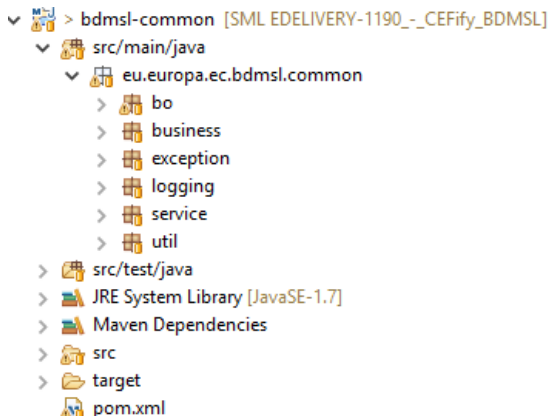 > bdmsl-common [SML EDELIVERY-1190_-_CEFify_BDMSL]
src/main/java
eu.europa.ec.bdmsl.common
bo
business
exception
logging
service
util
src/test/java
JRE System Library [JavaSE-1.7]
Maven Dependencies
src
target
pom.xml